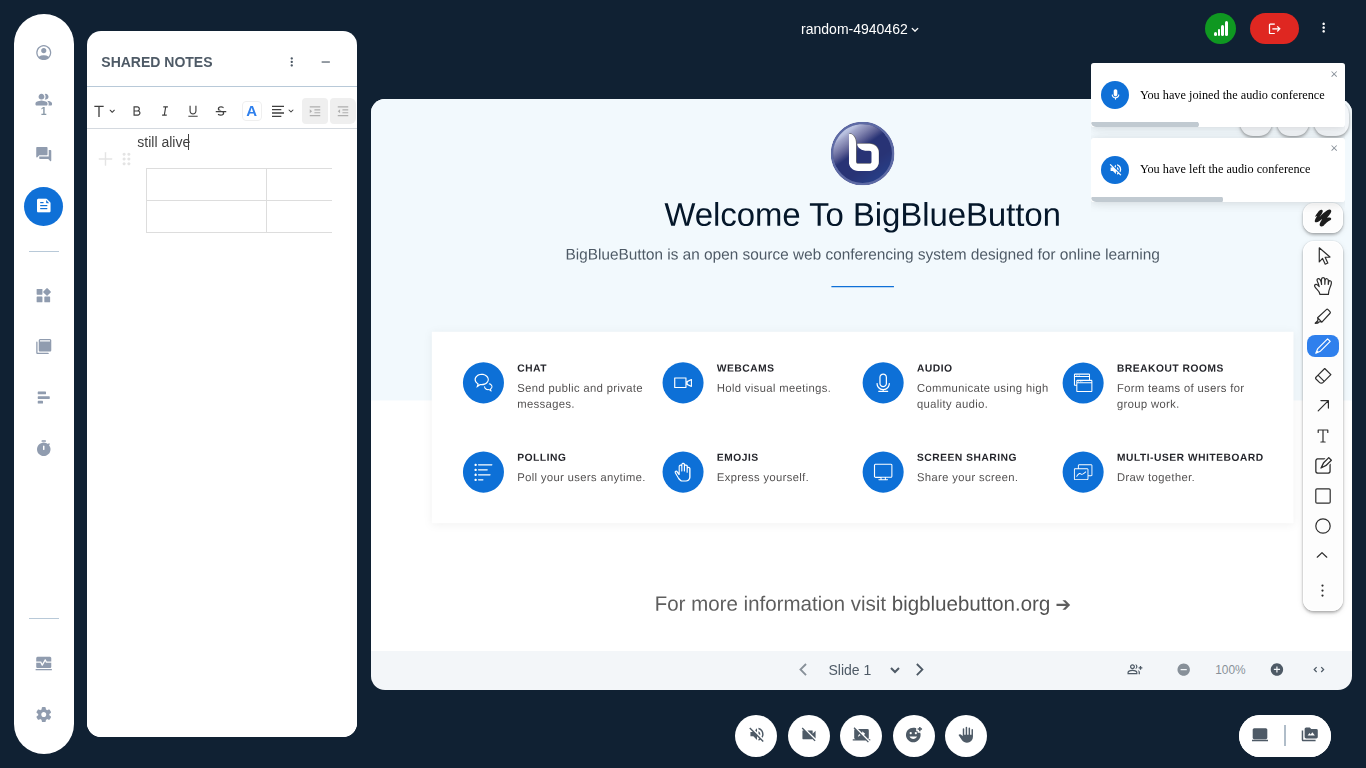 random-4940462
SHARED NOTES
1
T B I U S A
still alive
You have joined the audio conference
You have left the audio conference
Welcome To BigBlueButton
BigBlueButton is an open source web conferencing system designed for online learning
CHAT
Send public and private
messages.
WEBCAMS
Hold visual meetings.
AUDIO
Communicate using high
quality audio.
BREAKOUT ROOMS
Form teams of users for
group work.
POLLING
Poll your users anytime.
EMOJIS
Express yourself.
SCREEN SHARING
Share your screen.
MULTI-USER WHITEBOARD
Draw together.
For more information visit bigbluebutton.org ➔
Slide 1
100%